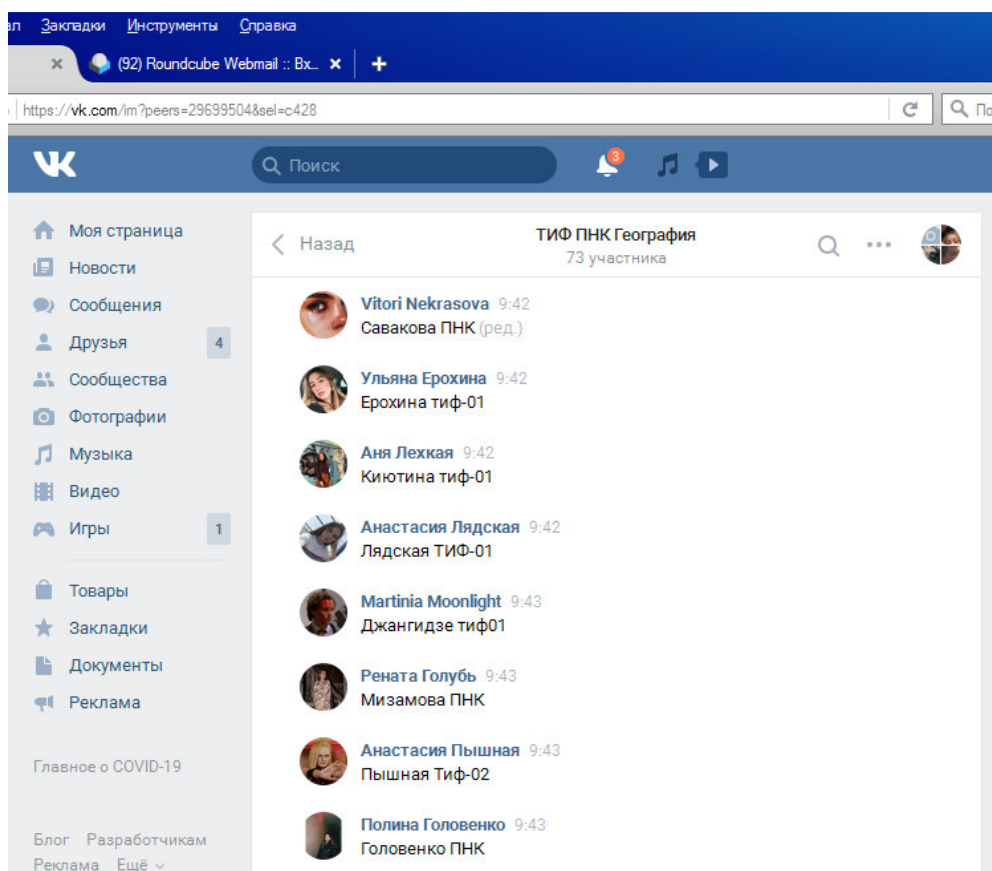 ал Закладки Инструменты Справка
(92) Roundcube Webmail :: Вх...
https://vk.com/im?peers=29699504&sel=c428
По
Поиск
3
Моя страница
Новости
Сообщения
Друзья 4
Сообщества
Фотографии
Музыка
Видео
Игры 1
Товары
Закладки
Документы
Реклама
Главное о COVID-19
Блог Разработчикам
Реклама Ещё
Назад
ТИФ ПНК География
73 участника
Vitori Nekrasova 9:42
Савакова ПНК (ред.)
Ульяна Ерохина 9:42
Ерохина тиф-01
Аня Лехкая 9:42
Киютина тиф-01
Анастасия Лядская 9:42
Лядская ТИФ-01
Martinia Moonlight 9:43
Джангидзе тиф01
Рената Голубь 9:43
Мизамова ПНК
Анастасия Пышная 9:43
Пышная Тиф-02
Полина Головенко 9:43
Головенко ПНК